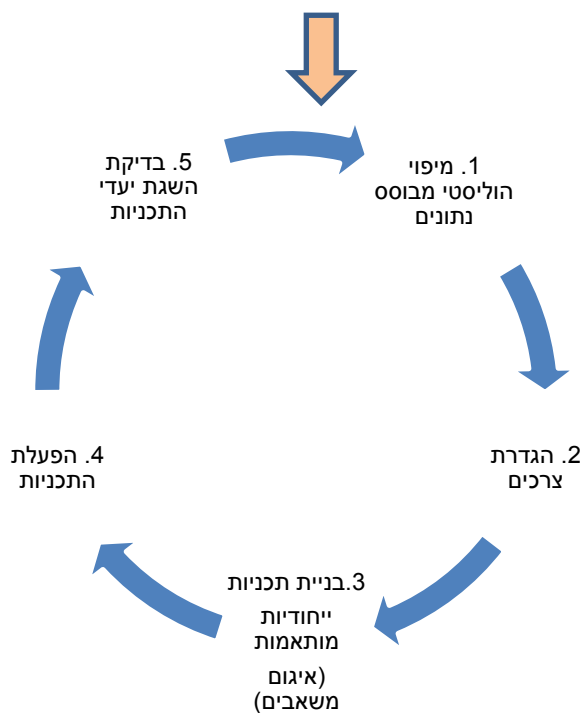 1. מיפוי
הוליסטי מבוסס
נתונים
2. הגדרת
צרכים
3.בניית תכניות
ייחודיות
מותאמות
(איגום
משאבים)
4. הפעלת
התכניות
5. בדיקת
השגת יעדי
התכניות